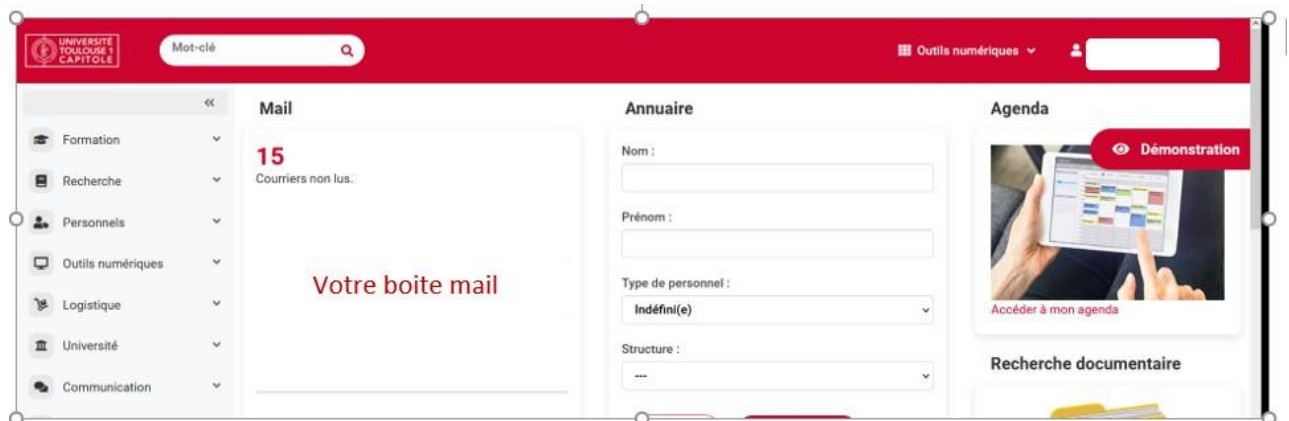 UNIVERSITÉ
TOULOUSE 1
CAPITOLE
Mot-clé
Outils numériques
Formation
Recherche
Personnels
Outils numériques
Logistique
Université
Communication
Mail
15
Courriers non lus.
Votre boite mail
Annuaire
Nom :
Prénom :
Type de personnel :
Indéfini(e)
Structure :
---
Agenda
Démonstration
Accéder à mon agenda
Recherche documentaire